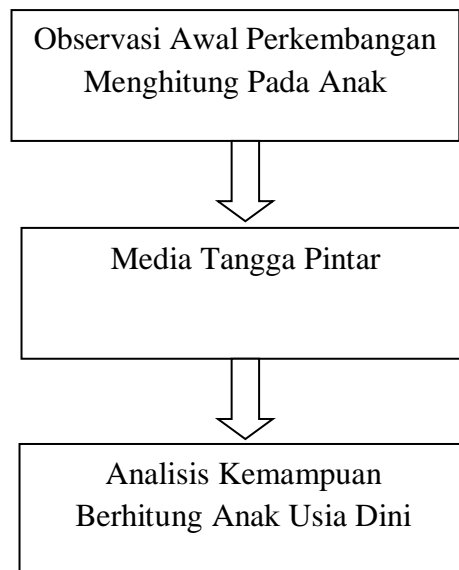 Observasi Awal Perkembangan
Menghitung Pada Anak
Media Tangga Pintar
Analisis Kemampuan
Berhitung Anak Usia Dini